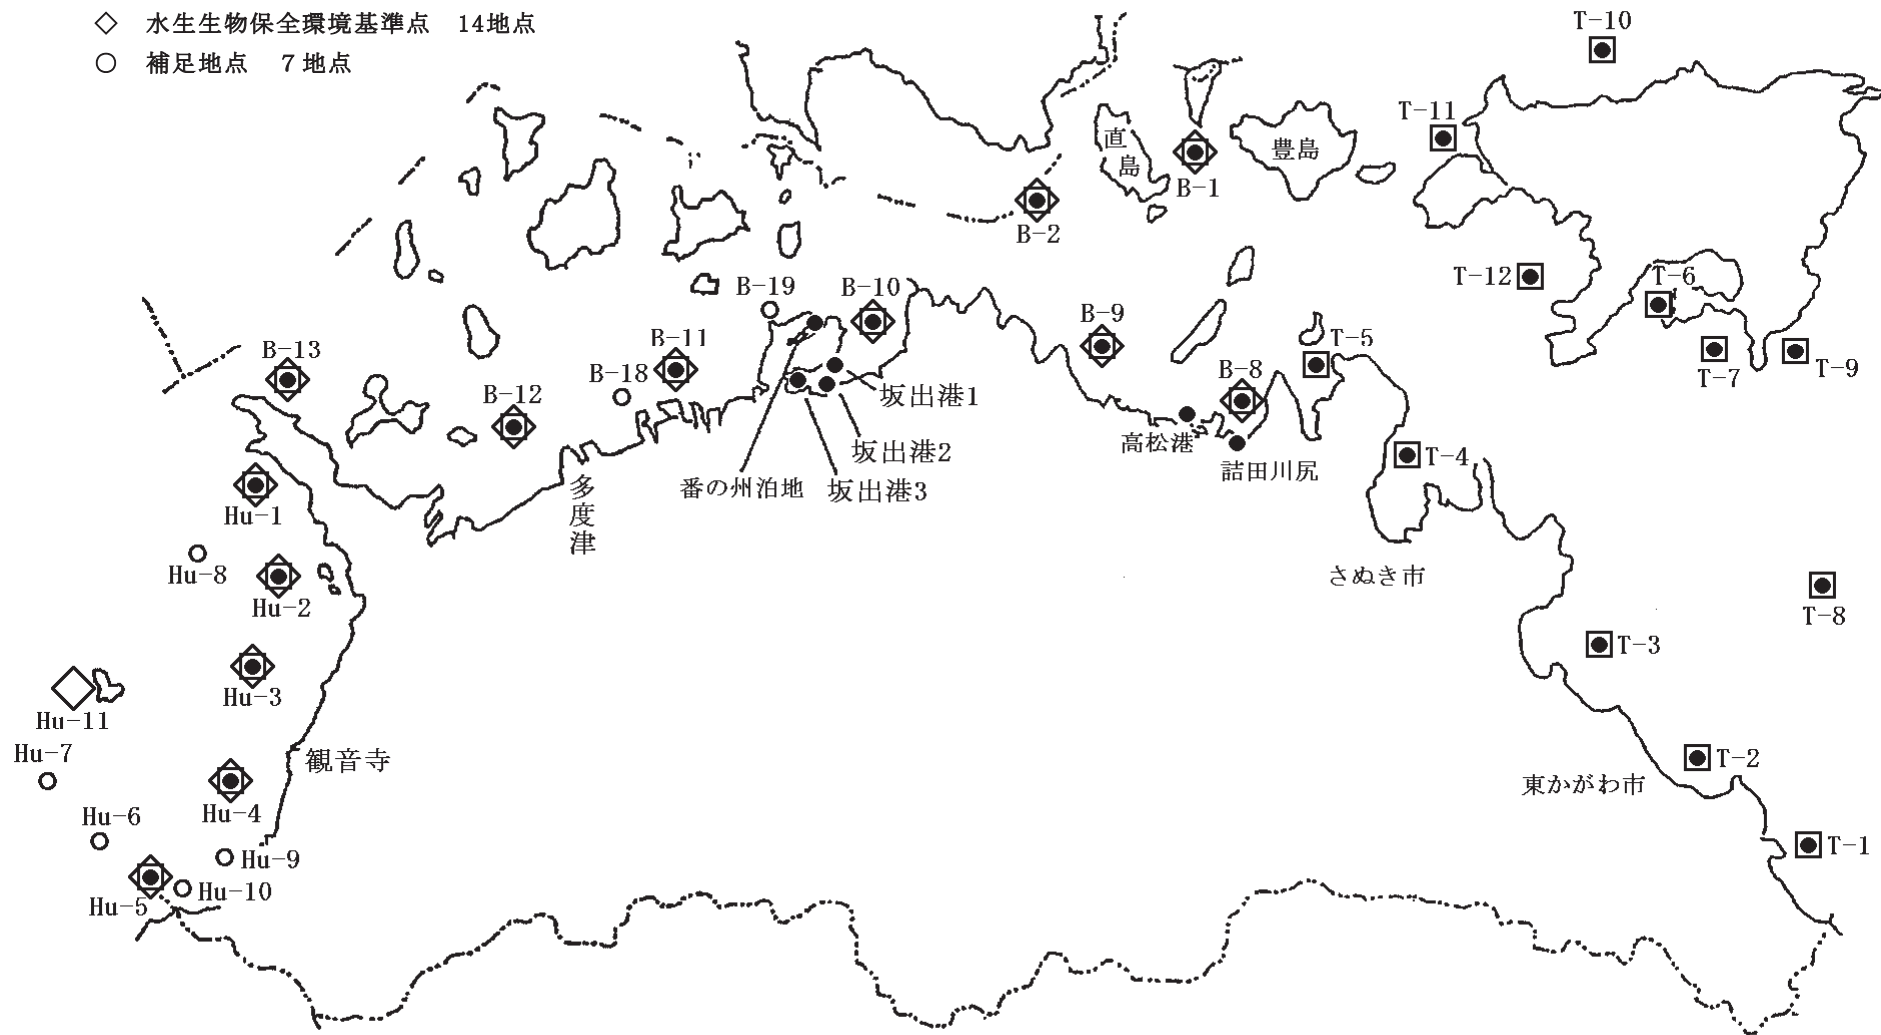 ◇ 水生生物保全環境基準点 14地点
○ 補足地点 7地点
T-10
T-11
直島
豊島
B-1
B-2
T-12
T-6
B-19
B-10
B-9
T-5
B-11
B-13
B-18
B-12
B-8
T-7
T-9
坂出港1
高松港
坂出港2
詰田川尻
T-4
番の州泊地
坂出港3
多度津
Hu-1
Hu-8
Hu-2
さぬき市
T-8
T-3
Hu-3
Hu-11
Hu-7
観音寺
T-2
東かがわ市
Hu-4
Hu-6
T-1
Hu-9
Hu-10
Hu-5